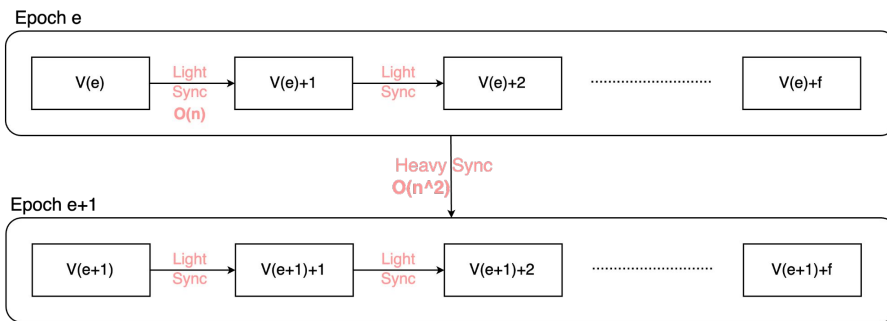 Epoch e
V(e)
Light
Sync
O(n)
V(e)+1
Light
Sync
V(e)+2
V(e)+f
Heavy Sync
O(n^2)
Epoch e+1
V(e+1)
Light
Sync
V(e+1)+1
Light
Sync
V(e+1)+2
V(e+1)+f